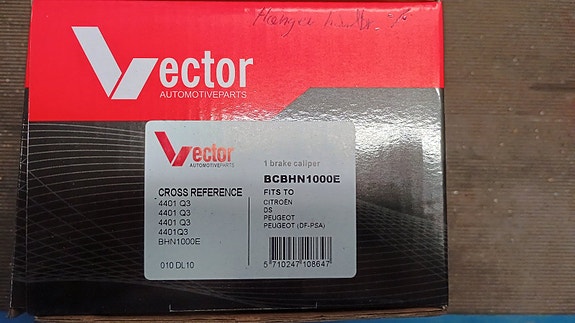 Vector
AUTOMOTIVEPARTS
Vector
AUTOMOTIVEPARTS
1 brake caliper
BCBHN1000E
CROSS REFERENCE
4401 Q3
4401 Q3
4401 Q3
4401Q3
BHN1000E
010 DL10
FITS TO
CITROËN
DS
PEUGEOT
PEUGEOT (DF-PSA)
5 710247 108647